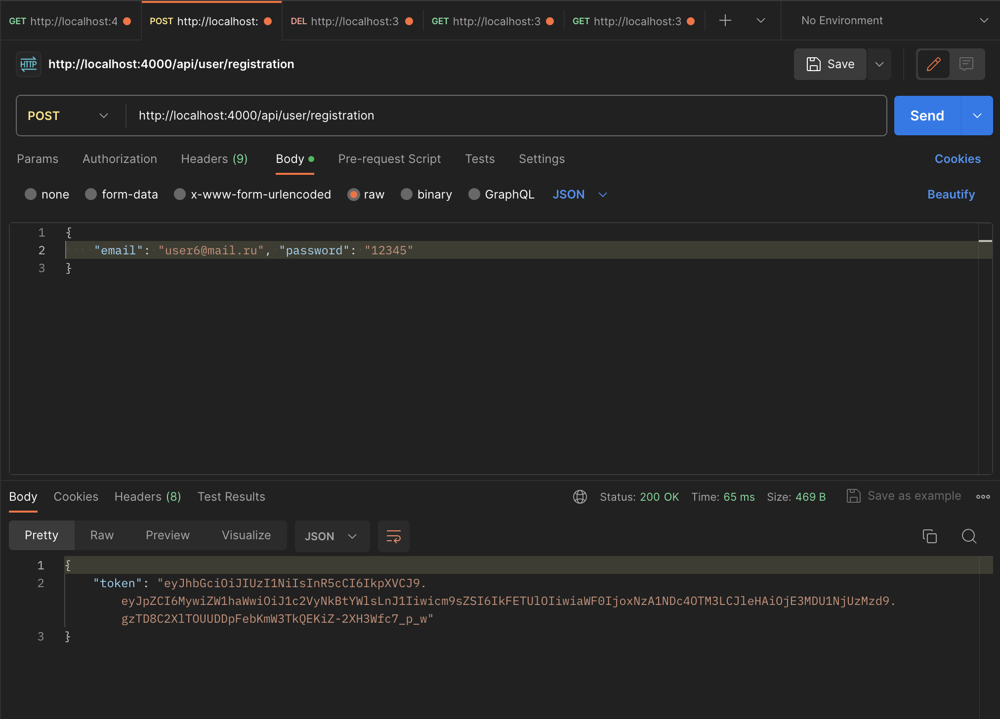 GET http://localhost:4
POST http://localhost:
DEL http://localhost:3
GET http://localhost:3
GET http://localhost:3
No Environment
HTTP http://localhost:4000/api/user/registration
Save
POST http://localhost:4000/api/user/registration
Send
Params Authorization Headers (9) Body Pre-request Script Tests Settings Cookies
none form-data x-www-form-urlencoded raw binary GraphQL JSON Beautify
1 {
2 "email": "user6@mail.ru", "password": "12345"
3 }
Body Cookies Headers (8) Test Results Status: 200 OK Time: 65 ms Size: 469 B Save as example
Pretty Raw Preview Visualize JSON
1 {
2 "token": "eyJhbGciOiJIUzI1NiIsInR5cCI6IkpXVCJ9.
eyJpZCI6MywiZW1haWwiOiJ1c2VyNkBtYWlsLnJ1Iiwicm9sZSI6IkFETUlOIiwiaWF0IjoxNzA1NDc4OTM3LCJleHAiOjE3MDU1NjUzMzd9.
gzTD8C2XlTOUUDDpFebKmW3TkQEKiZ-2XH3Wfc7_p_w"
3 }